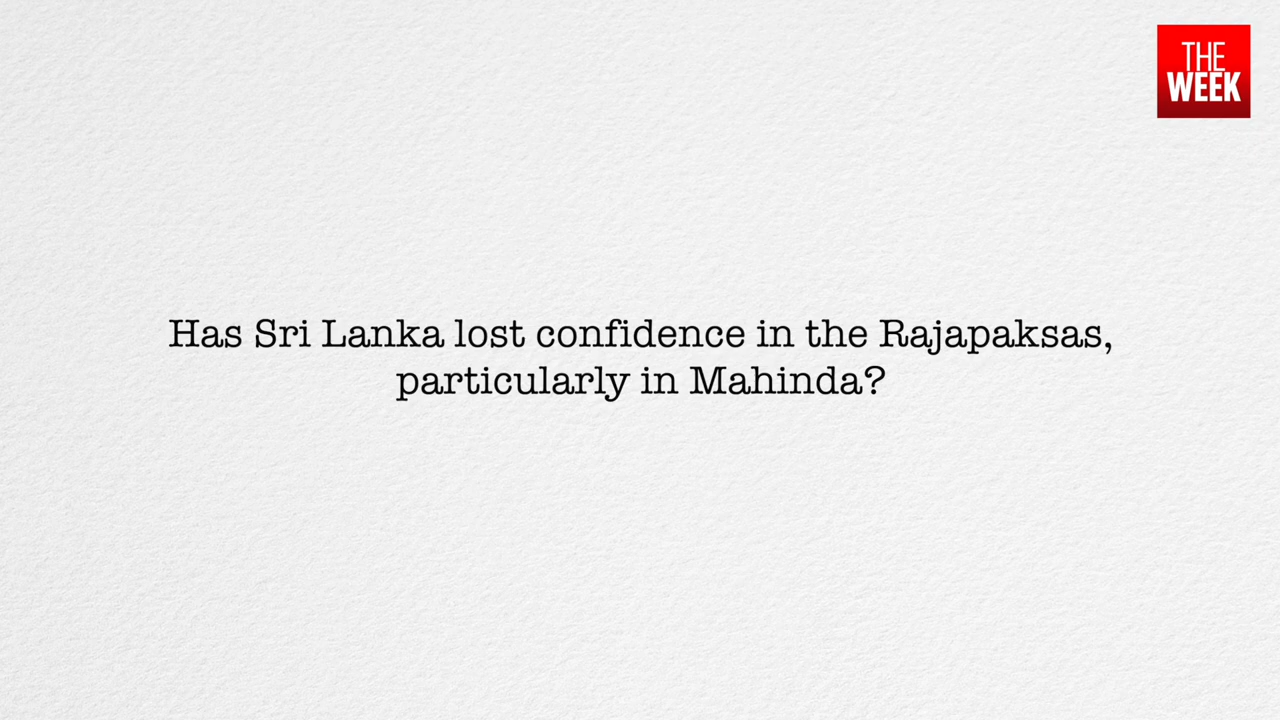 THE
WEEK
Has Sri Lanka lost confidence in the Rajapaksas,
particularly in Mahinda?